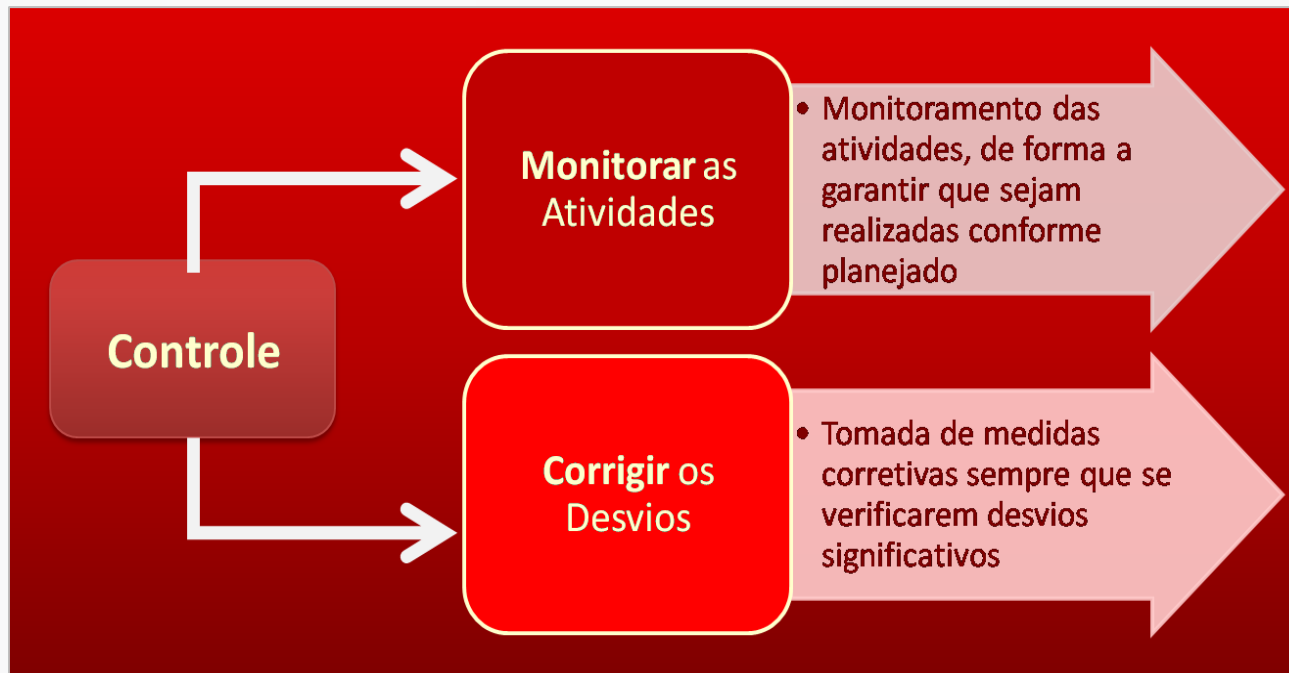 Controle
Monitorar as
Atividades
• Monitoramento das
atividades, de forma a
garantir que sejam
realizadas conforme
planejado
Corrigir os
Desvios
• Tomada de medidas
corretivas sempre que se
verificarem desvios
significativos